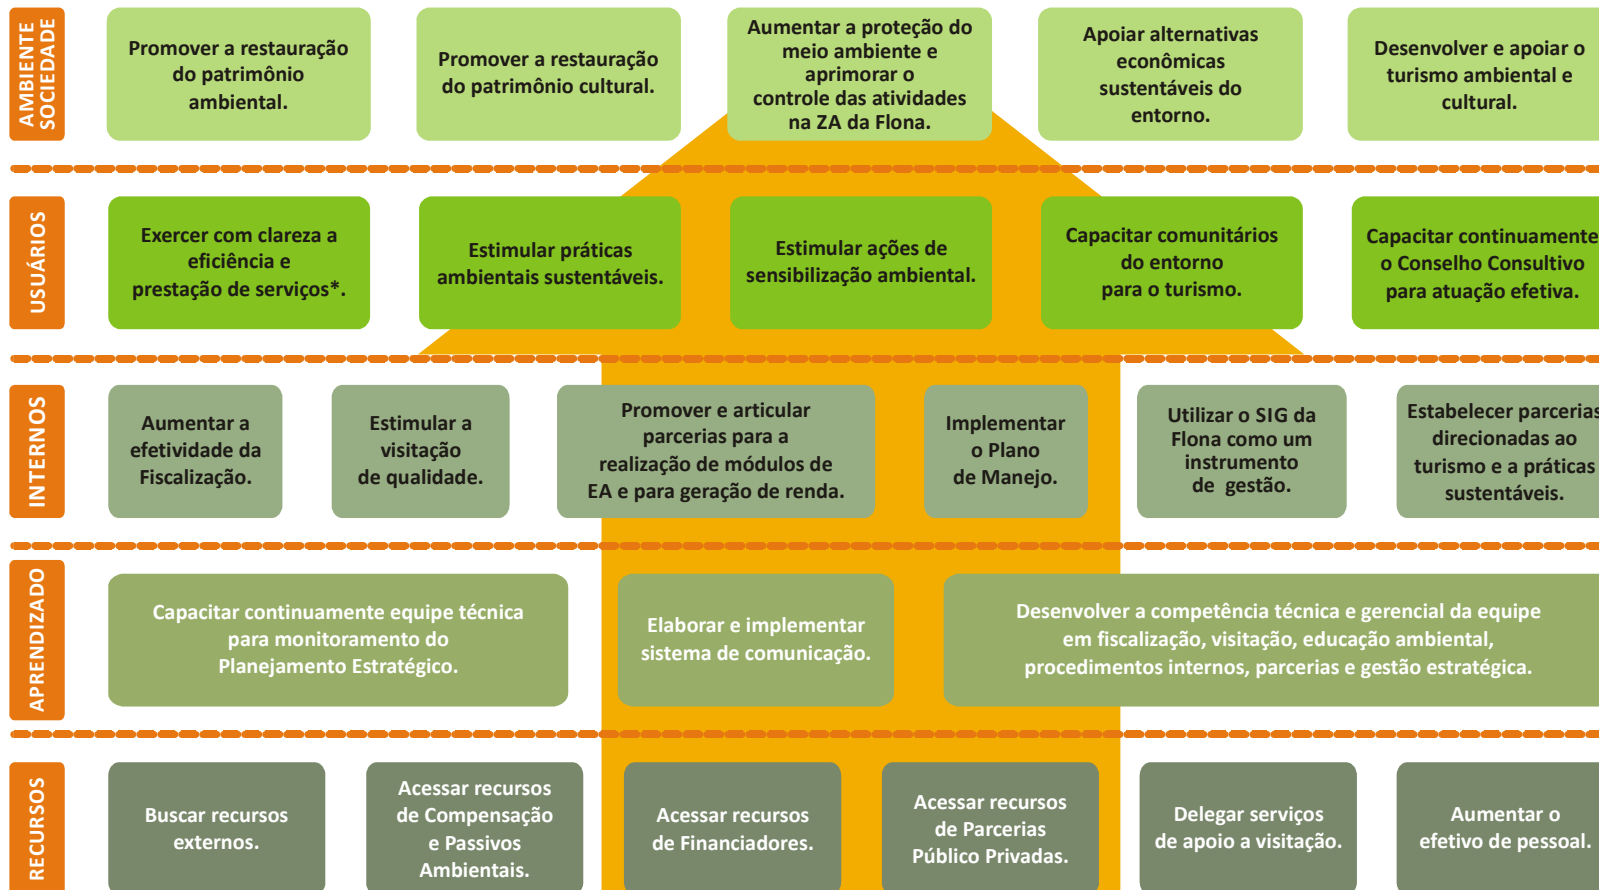 AMBIENTE
SOCIEDADE
Promover a restauração
do patrimônio
ambiental.
Promover a restauração
do patrimônio cultural.
Aumentar a proteção do
meio ambiente e
aprimorar o
controle das atividades
na ZA da Flona.
Apoiar alternativas
econômicas
sustentáveis do
entorno.
Desenvolver e apoiar o
turismo ambiental e
cultural.
USUÁRIOS
Exercer com clareza a
eficiência e
prestação de serviços*.
Estimular práticas
ambientais sustentáveis.
Estimular ações de
sensibilização ambiental.
Capacitar comunitários
do entorno
para o turismo.
Capacitar continuamente
o Conselho Consultivo
para atuação efetiva.
INTERNOS
Aumentar a
efetividade da
Fiscalização.
Estimular a
visitação
de qualidade.
Promover e articular
parcerias para a
realização de módulos de
EA e para geração de renda.
Implementar
o Plano
de Manejo.
Utilizar o SIG da
Flona como um
instrumento
de gestão.
Estabelecer parcerias
direcionadas ao
turismo e a práticas
sustentáveis.
APRENDIZADO
Capacitar continuamente equipe técnica
para monitoramento do
Planejamento Estratégico.
Elaborar e implementar
sistema de comunicação.
Desenvolver a competência técnica e gerencial da equipe
em fiscalização, visitação, educação ambiental,
procedimentos internos, parcerias e gestão estratégica.
RECURSOS
Buscar recursos
externos.
Acessar recursos
de Compensação
e Passivos
Ambientais.
Acessar recursos
de Financiadores.
Acessar recursos
de Parcerias
Público Privadas.
Delegar serviços
de apoio a visitação.
Aumentar o
efetivo de pessoal.